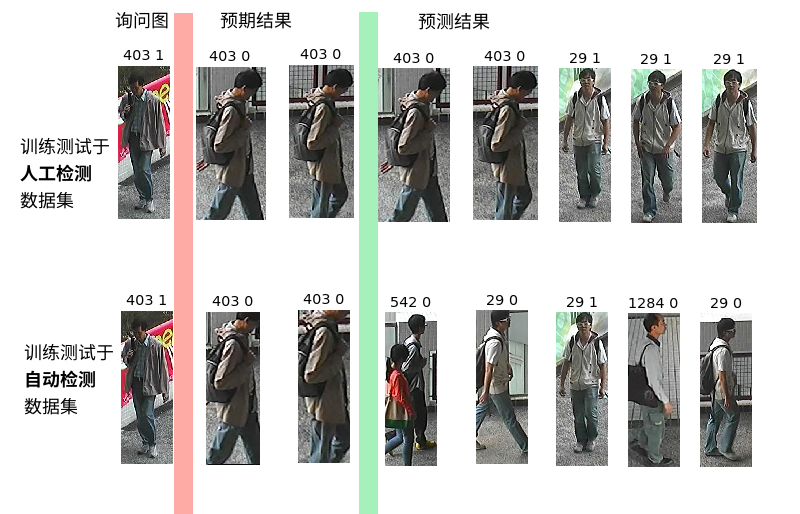 询问图 预期结果 预测结果
403 1 403 0 403 0 403 0 403 0 29 1 29 1 29 1
训练测试于
人工检测
数据集
403 1 403 0 403 0 542 0 29 0 29 1 1284 0 29 0
训练测试于
自动检测
数据集